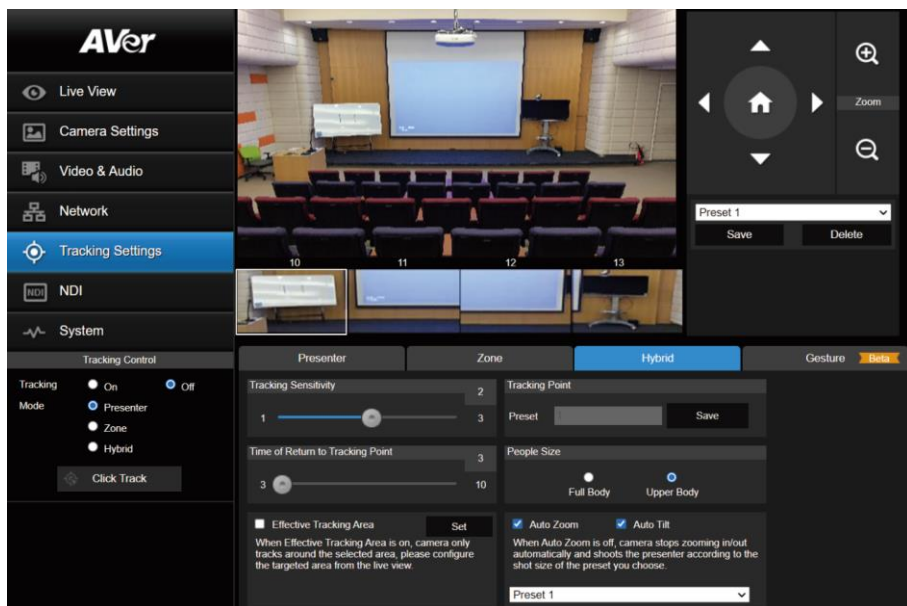 AVer
Live View
Camera Settings
Video & Audio
Network
Tracking Settings
NDI NDI
System
Tracking Control
Tracking On Off
Mode Presenter
Zone
Hybrid
Click Track
10 11 12 13
Zoom
Preset 1
Save Delete
Presenter Zone Hybrid Gesture Beta
Tracking Sensitivity 2
1 3
Tracking Point
Preset Save
Time of Return to Tracking Point 3
3 10
People Size
Full Body Upper Body
Effective Tracking Area Set
When Effective Tracking Area is on, camera only
tracks around the selected area, please configure
the targeted area from the live view.
Auto Zoom Auto Tilt
When Auto Zoom is off, camera stops zooming in/out
automatically and shoots the presenter according to the
shot size of the preset you choose.
Preset 1